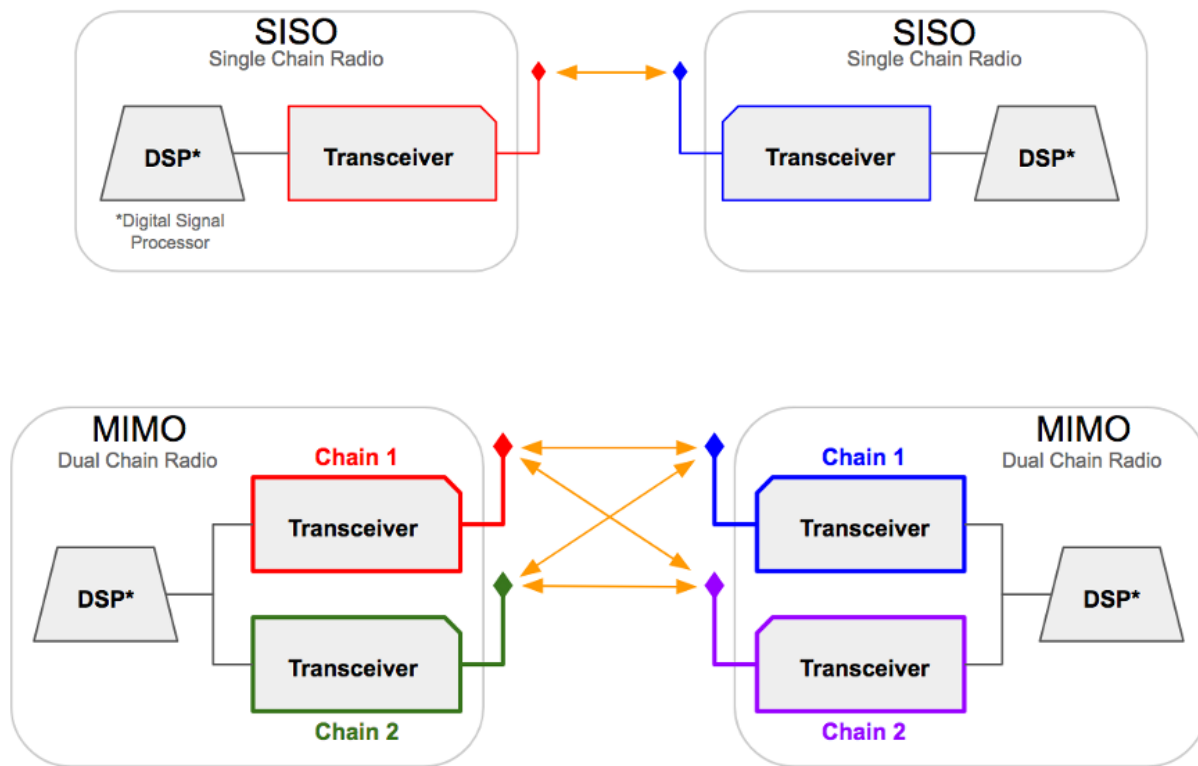 SISO
Single Chain Radio
DSP*
Transceiver
*Digital Signal
Processor
SISO
Single Chain Radio
Transceiver
DSP*
MIMO
Dual Chain Radio
Chain 1
Transceiver
DSP*
Transceiver
Chain 2
MIMO
Dual Chain Radio
Chain 1
Transceiver
DSP*
Transceiver
Chain 2